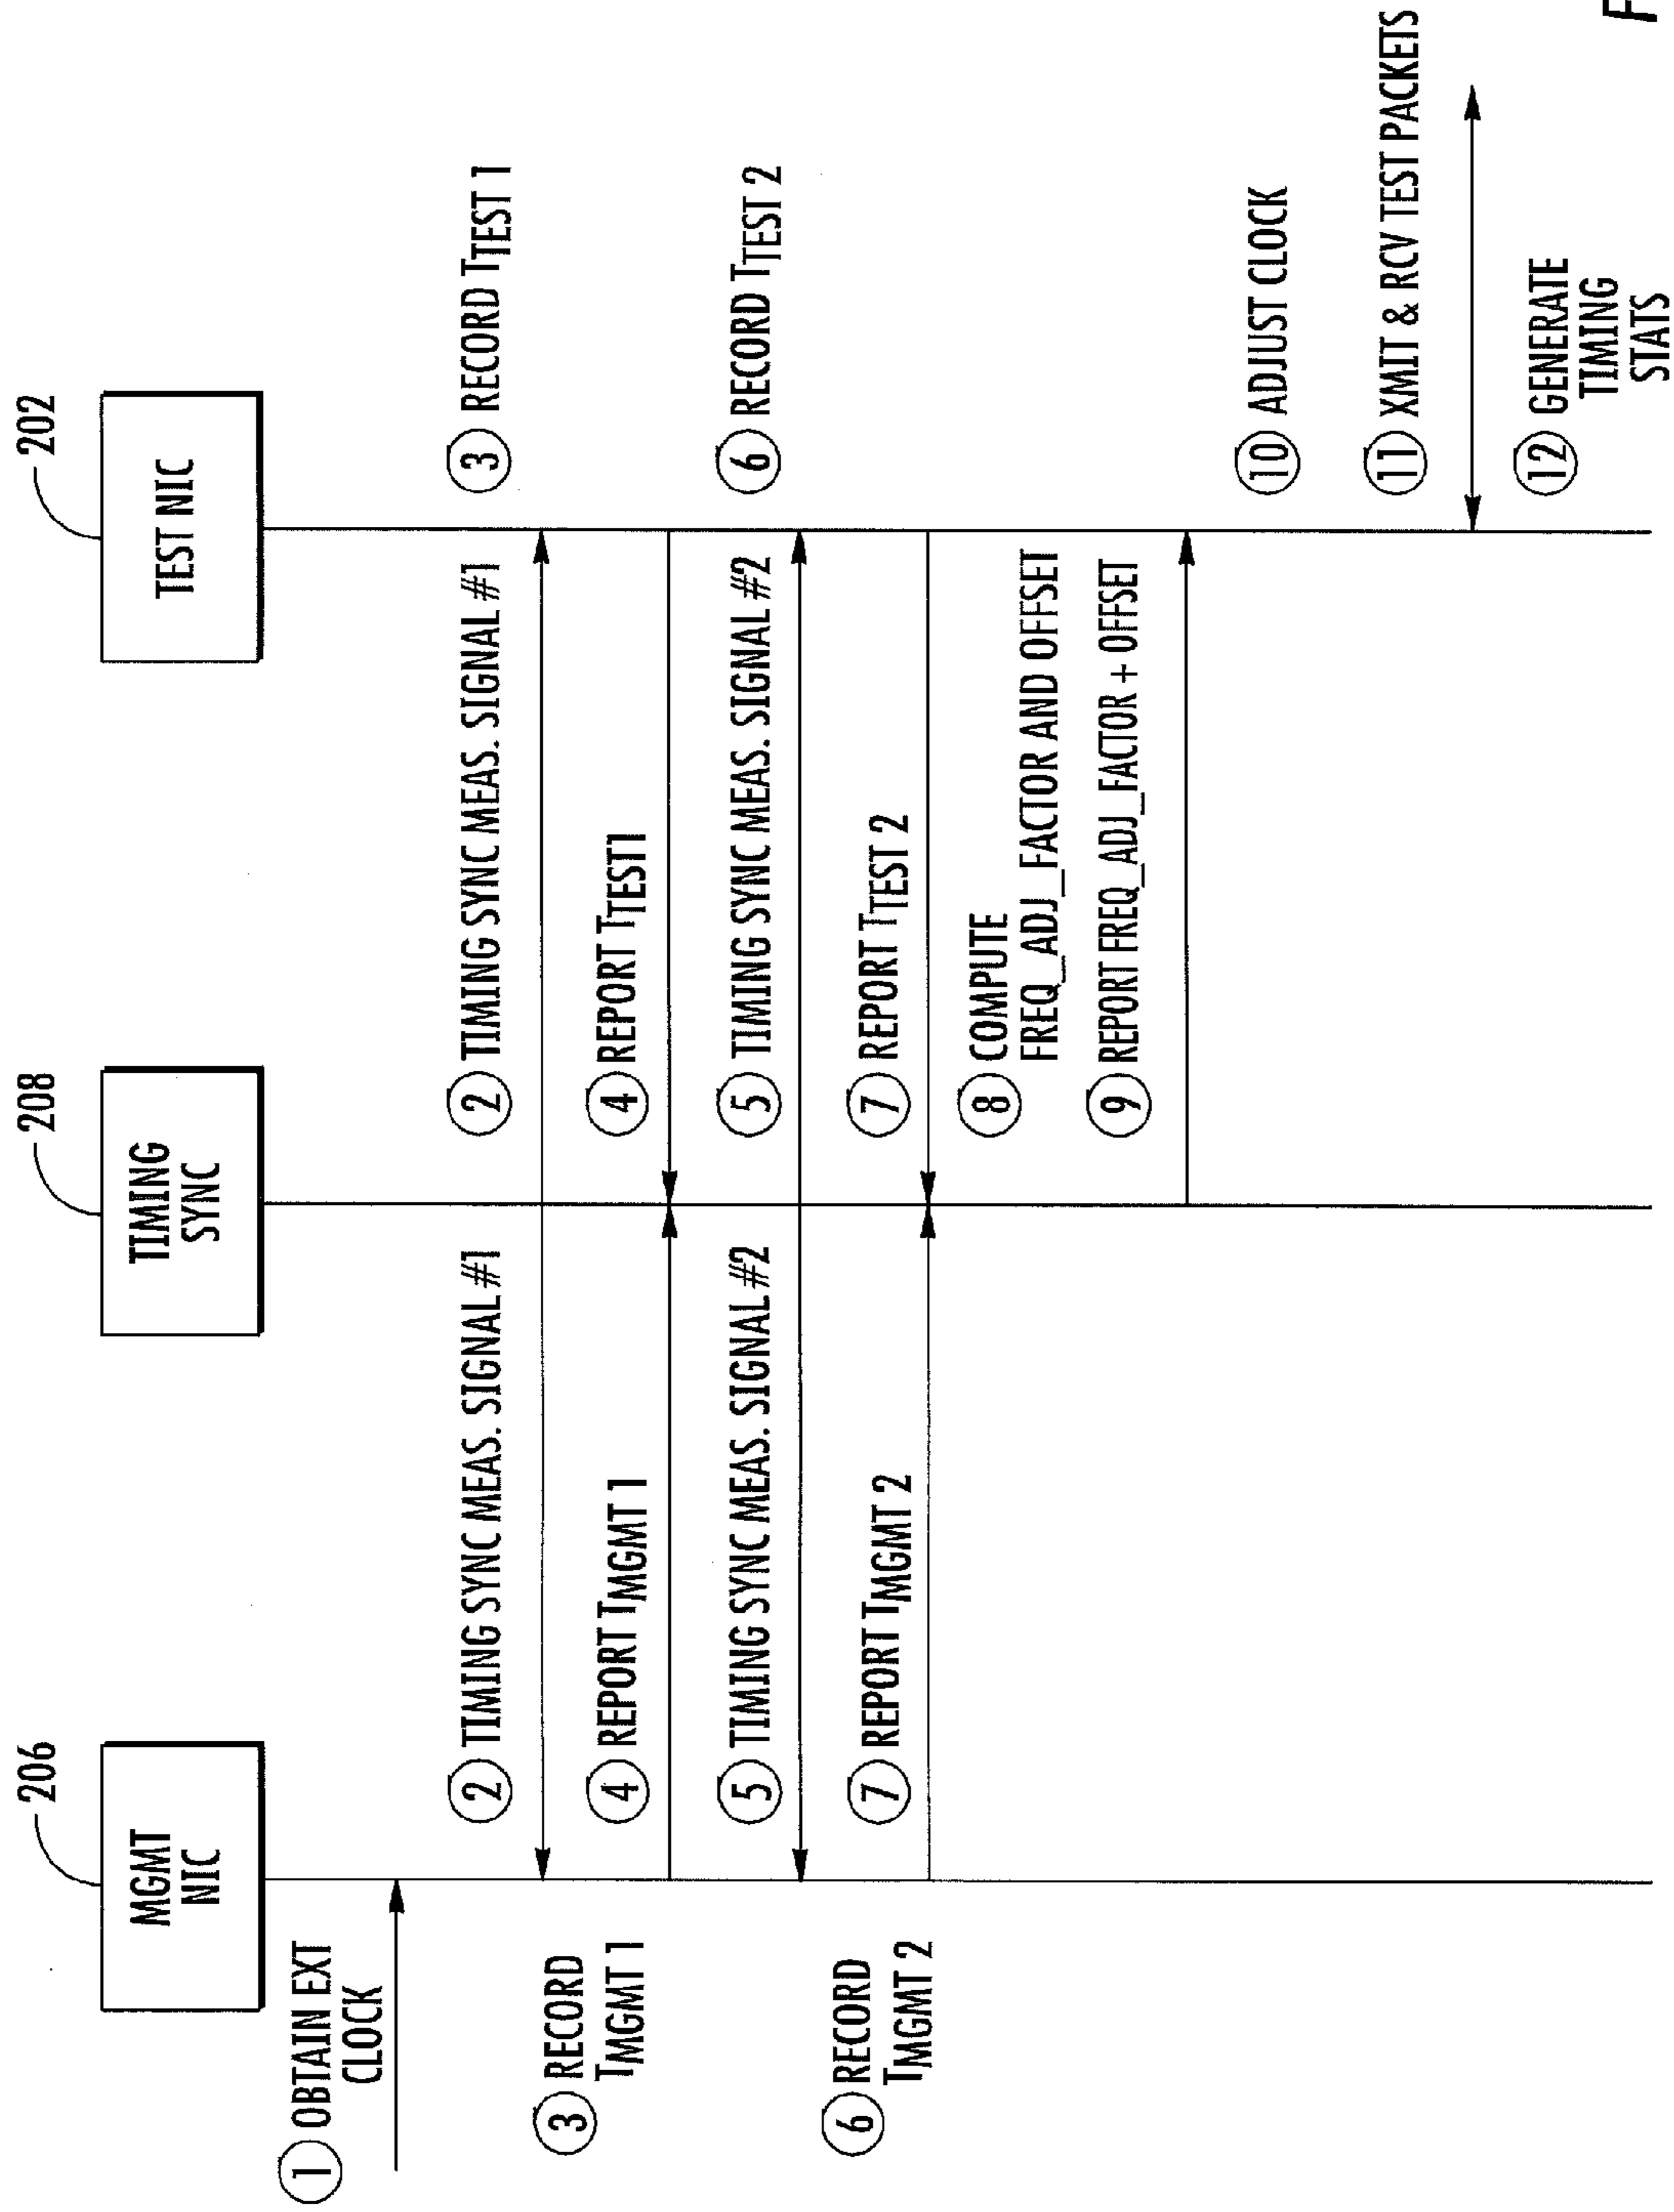 206
208
202
MGMT
NIC
TIMING
SYNC
TEST NIC
① OBTAIN EXT
CLOCK
② TIMING SYNC MEAS. SIGNAL #1
② TIMING SYNC MEAS. SIGNAL #1
③ RECORD
TMGMT 1
③ RECORD TTEST 1
④ REPORT TMGMT 1
④ REPORT TTEST1
⑤ TIMING SYNC MEAS. SIGNAL #2
⑤ TIMING SYNC MEAS. SIGNAL #2
⑥ RECORD
TMGMT 2
⑥ RECORD TTEST 2
⑦ REPORT TMGMT 2
⑦ REPORT TTEST 2
⑧ COMPUTE
FREQ_ADJ_FACTOR AND OFFSET
⑨ REPORT FREQ_ADJ_FACTOR + OFFSET
⑩ ADJUST CLOCK
⑪ XMIT & RCV TEST PACKETS
⑫ GENERATE
TIMING
STATS